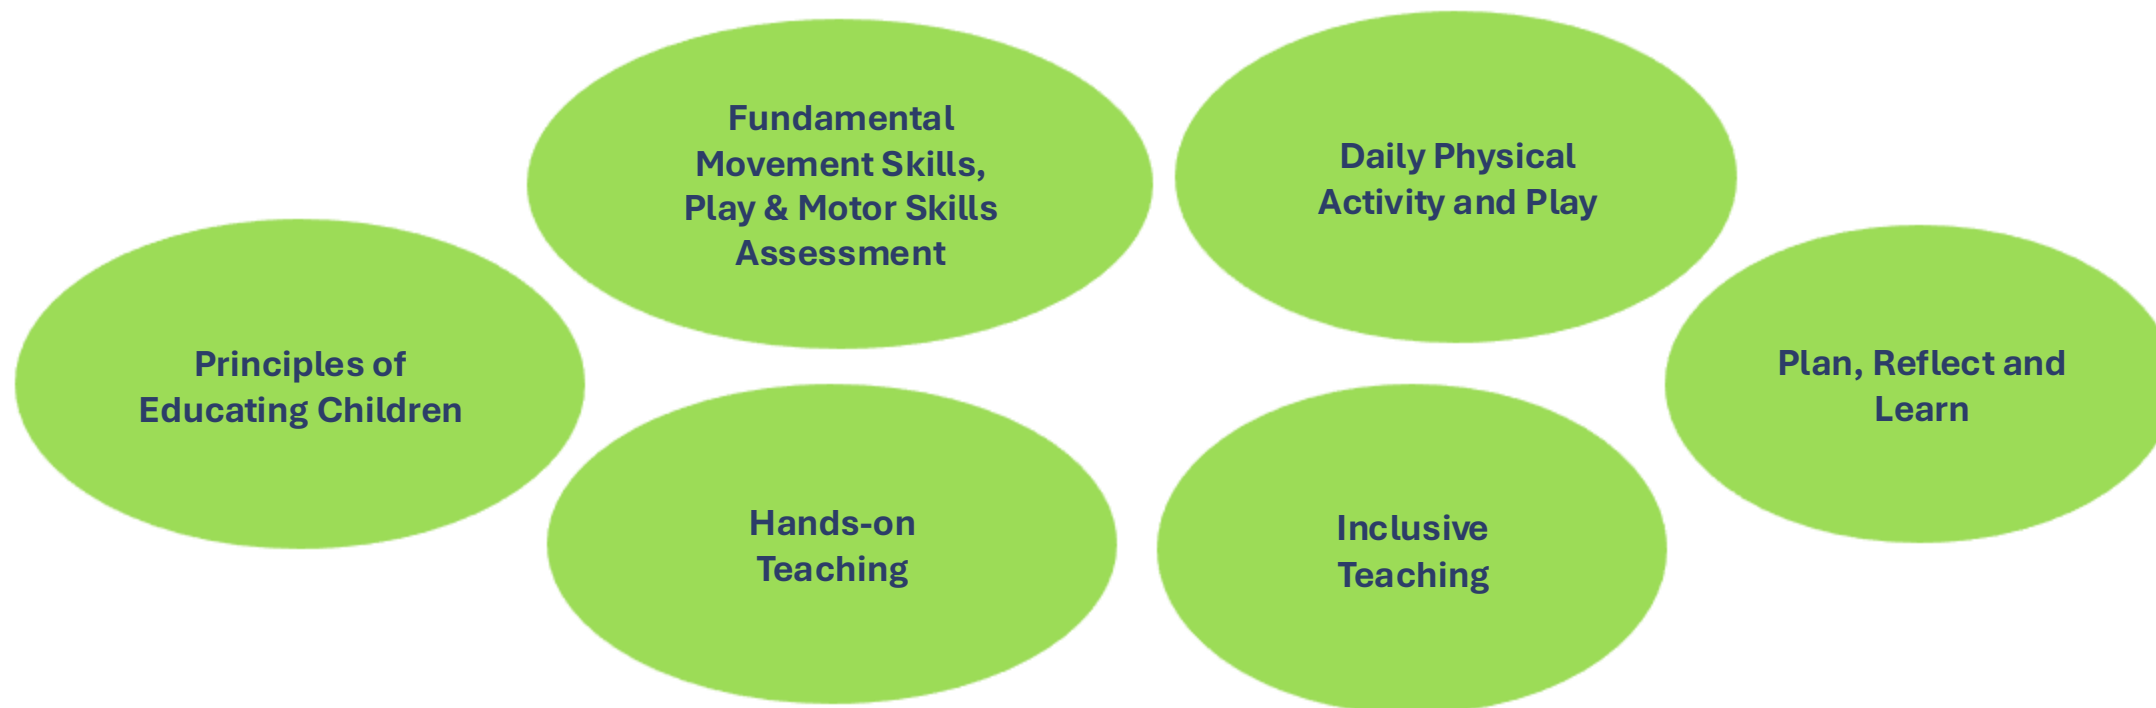 Fundamental
Movement Skills,
Play & Motor Skills
Assessment
Daily Physical
Activity and Play
Principles of
Educating Children
Plan, Reflect and
Learn
Hands-on
Teaching
Inclusive
Teaching